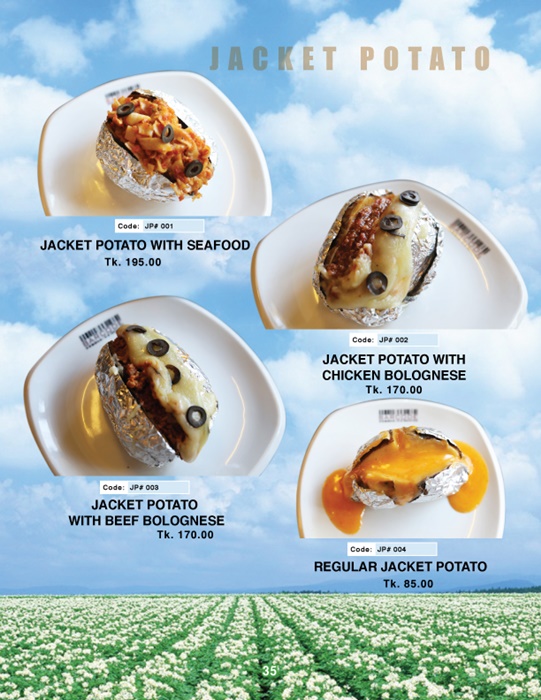 JACKET POTATO
Code: JP# 001
JACKET POTATO WITH SEAFOOD
Tk. 195.00
Code: JP# 002
JACKET POTATO WITH
CHICKEN BOLOGNESE
Tk. 170.00
Code: JP# 003
JACKET POTATO
WITH BEEF BOLOGNESE
Tk. 170.00
Code: JP# 004
REGULAR JACKET POTATO
Tk. 85.00
35